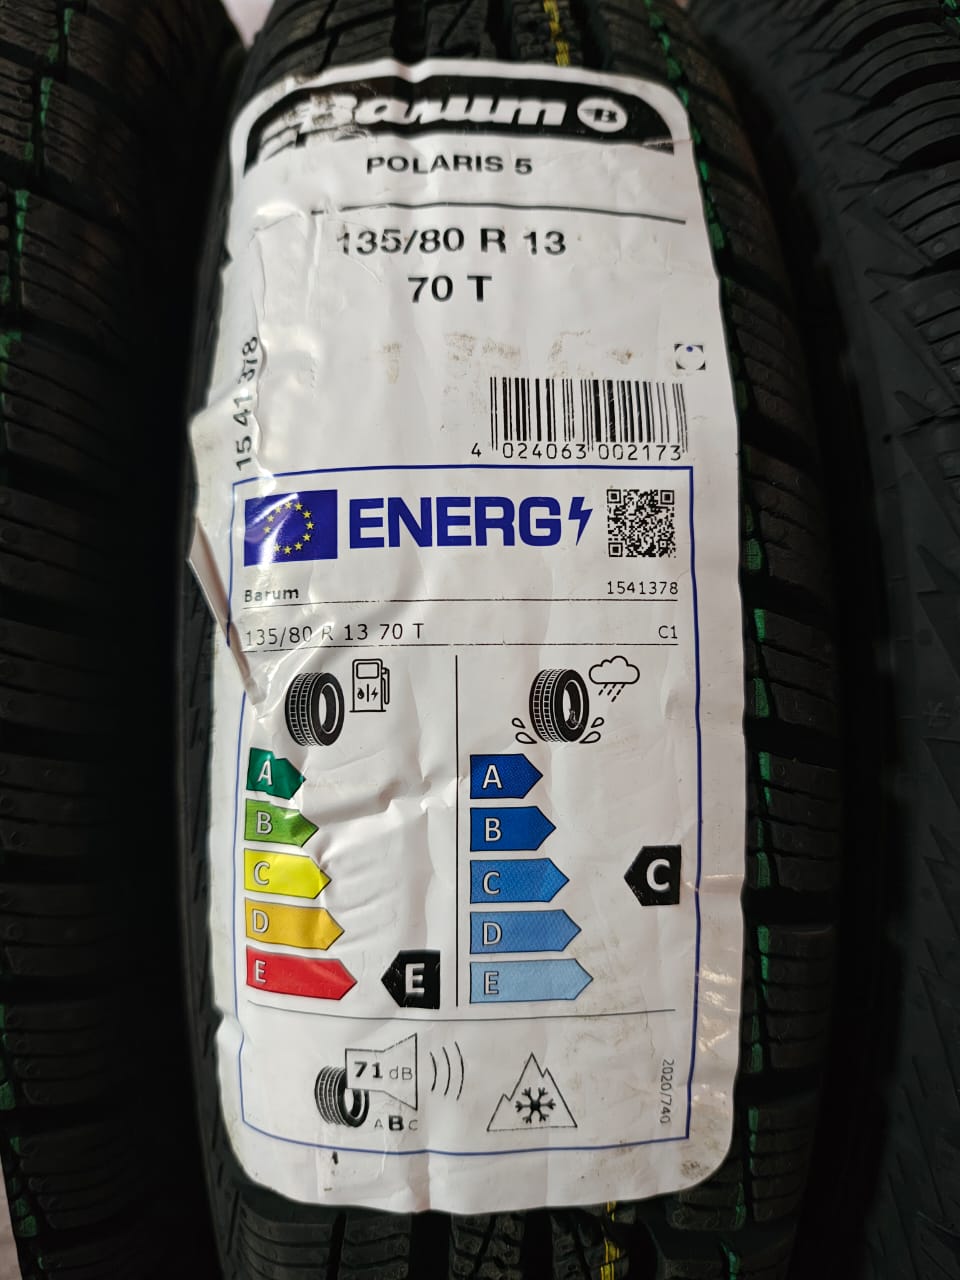 Barum B
POLARIS 5
135/80 R 13
70 T
15 41 378
4 024063 002173
ENERG
Barum 1541378
135/80 R 13 70 T C1
A
B
C
D
E
E
A
B
C
D
E
C
71 dB
ABC
2020/740